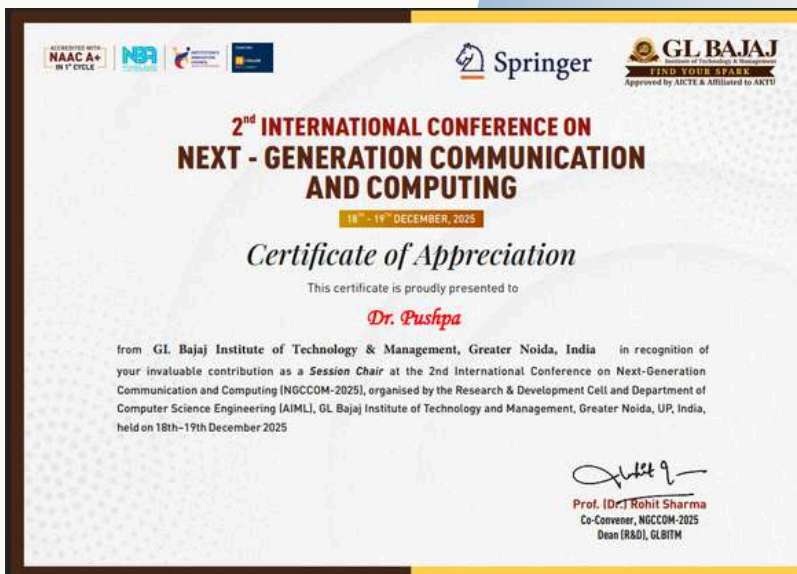 ACCREDITED WITH
NAAC A+
IN 1ST CYCLE
NBA
INSTITUTION'S
INNOVATION
COUNCIL
Springer
GL BAJAJ
Institute of Technology & Management
FIND YOUR SPARK
Approved by AICTE & Affiliated to AKTU
2nd INTERNATIONAL CONFERENCE ON
NEXT - GENERATION COMMUNICATION
AND COMPUTING
18TH - 19TH DECEMBER, 2025
Certificate of Appreciation
This certificate is proudly presented to
Dr. Pushpa
from GL Bajaj Institute of Technology & Management, Greater Noida, India in recognition of
your invaluable contribution as a Session Chair at the 2nd International Conference on Next-Generation
Communication and Computing (NGCCOM-2025), organised by the Research & Development Cell and Department of
Computer Science Engineering (AIML), GL Bajaj Institute of Technology and Management, Greater Noida, UP, India,
held on 18th–19th December 2025
Prof. (Dr.) Rohit Sharma
Co-Convener, NGCCOM-2025
Dean (R&D), GLBITM